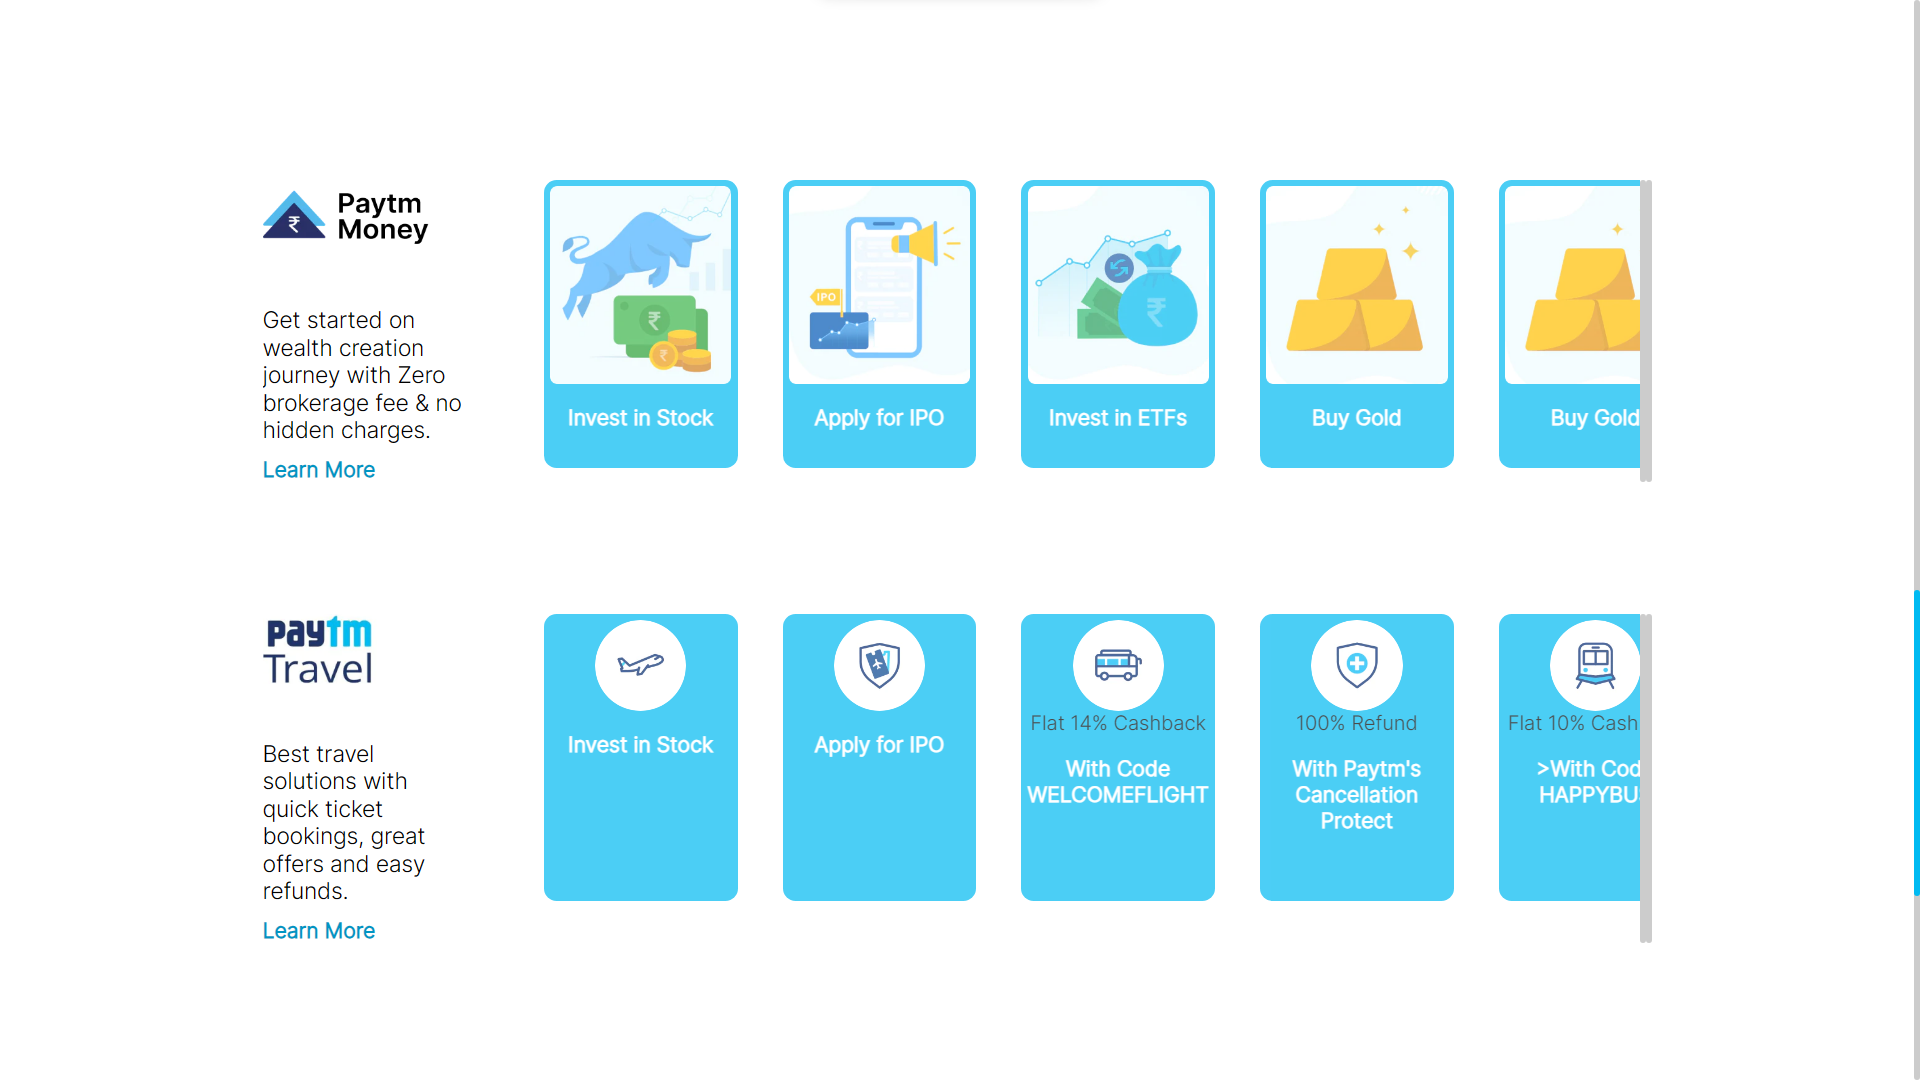 Paytm
Money
Get started on
wealth creation
journey with Zero
brokerage fee & no
hidden charges.
Learn More
Invest in Stock
IPO
Apply for IPO
Invest in ETFs
Buy Gold
Buy Gold
paytm
Travel
Best travel
solutions with
quick ticket
bookings, great
offers and easy
refunds.
Learn More
Invest in Stock
Apply for IPO
Flat 14% Cashback
With Code
WELCOMEFLIGHT
100% Refund
With Paytm's
Cancellation
Protect
Flat 10% Cash
>With Cod
HAPPYBUS